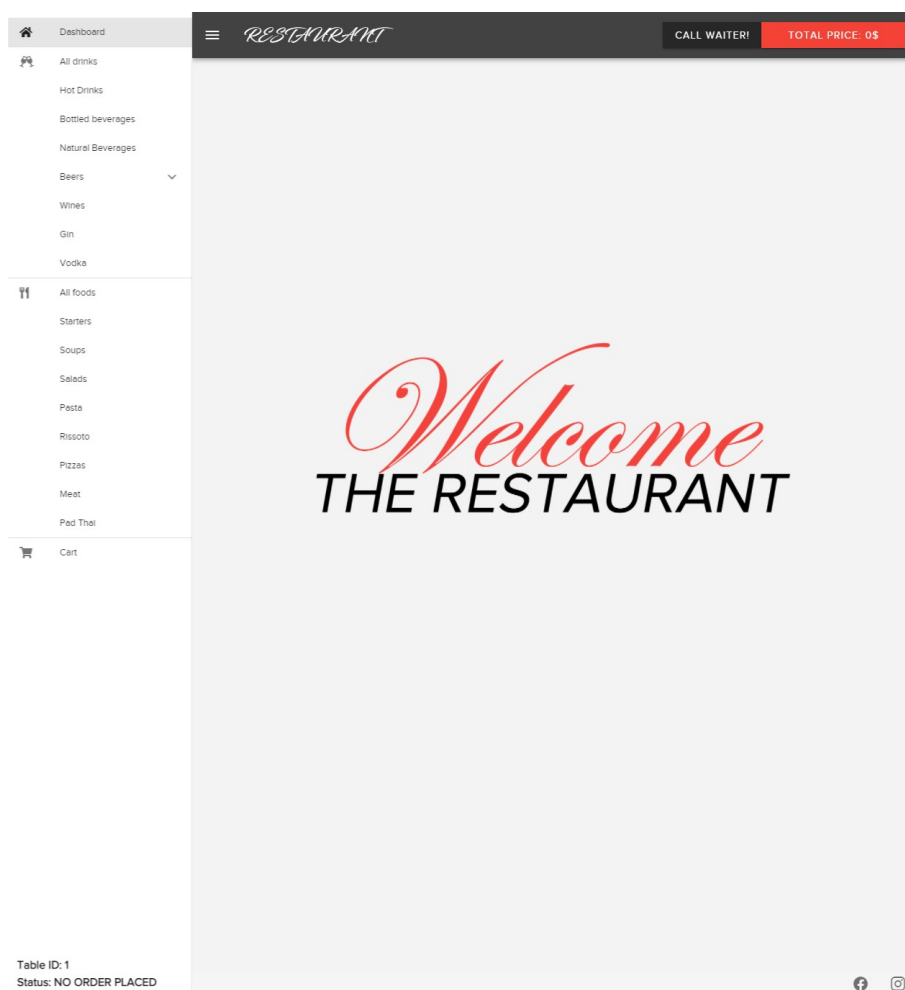 Dashboard
All drinks
Hot Drinks
Bottled beverages
Natural Beverages
Beers
Wines
Gin
Vodka
All foods
Starters
Soups
Salads
Pasta
Rissoto
Pizzas
Meat
Pad Thai
Cart
Table ID: 1
Status: NO ORDER PLACED
RESTAURANT
CALL WAITER!
TOTAL PRICE: 0$
Welcome
THE RESTAURANT